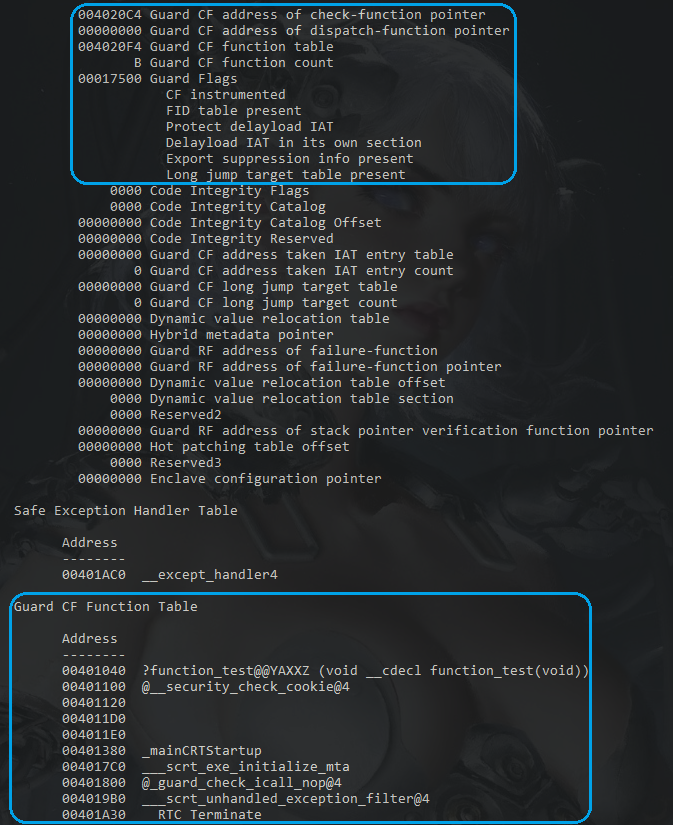 004020C4 Guard CF address of check-function pointer
00000000 Guard CF address of dispatch-function pointer
004020F4 Guard CF function table
B Guard CF function count
00017500 Guard Flags
CF instrumented
FID table present
Protect delayload IAT
Delayload IAT in its own section
Export suppression info present
Long jump target table present
0000 Code Integrity Flags
0000 Code Integrity Catalog
00000000 Code Integrity Catalog Offset
00000000 Code Integrity Reserved
00000000 Guard CF address taken IAT entry table
0 Guard CF address taken IAT entry count
00000000 Guard CF long jump target table
0 Guard CF long jump target count
00000000 Dynamic value relocation table
00000000 Hybrid metadata pointer
00000000 Guard RF address of failure-function
00000000 Guard RF address of failure-function pointer
00000000 Dynamic value relocation table offset
0000 Dynamic value relocation table section
0000 Reserved2
00000000 Guard RF address of stack pointer verification function pointer
00000000 Hot patching table offset
0000 Reserved3
00000000 Enclave configuration pointer
Safe Exception Handler Table
Address
--------
00401AC0 __except_handler4
Guard CF Function Table
Address
--------
00401040 ?function_test@@YAXXZ (void __cdecl function_test(void))
00401100 @__security_check_cookie@4
00401120
004011D0
004011E0
00401380 _mainCRTStartup
004017C0 ___scrt_exe_initialize_mta
00401800 @_guard_check_icall_nop@4
004019B0 ___scrt_unhandled_exception_filter@4
00401A30 __RTC_Terminate